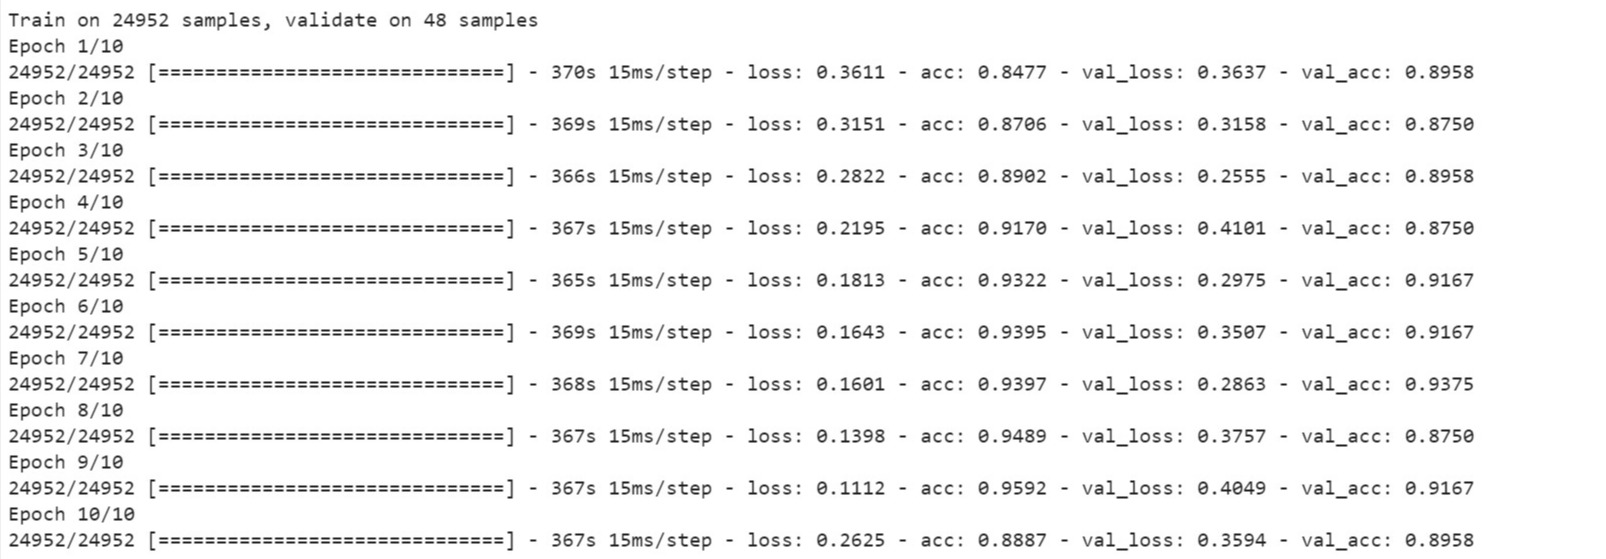 Train on 24952 samples, validate on 48 samples
Epoch 1/10
24952/24952 [==============================] - 370s 15ms/step - loss: 0.3611 - acc: 0.8477 - val_loss: 0.3637 - val_acc: 0.8958
Epoch 2/10
24952/24952 [==============================] - 369s 15ms/step - loss: 0.3151 - acc: 0.8706 - val_loss: 0.3158 - val_acc: 0.8750
Epoch 3/10
24952/24952 [==============================] - 366s 15ms/step - loss: 0.2822 - acc: 0.8902 - val_loss: 0.2555 - val_acc: 0.8958
Epoch 4/10
24952/24952 [==============================] - 367s 15ms/step - loss: 0.2195 - acc: 0.9170 - val_loss: 0.4101 - val_acc: 0.8750
Epoch 5/10
24952/24952 [==============================] - 365s 15ms/step - loss: 0.1813 - acc: 0.9322 - val_loss: 0.2975 - val_acc: 0.9167
Epoch 6/10
24952/24952 [==============================] - 369s 15ms/step - loss: 0.1643 - acc: 0.9395 - val_loss: 0.3507 - val_acc: 0.9167
Epoch 7/10
24952/24952 [==============================] - 368s 15ms/step - loss: 0.1601 - acc: 0.9397 - val_loss: 0.2863 - val_acc: 0.9375
Epoch 8/10
24952/24952 [==============================] - 367s 15ms/step - loss: 0.1398 - acc: 0.9489 - val_loss: 0.3757 - val_acc: 0.8750
Epoch 9/10
24952/24952 [==============================] - 367s 15ms/step - loss: 0.1112 - acc: 0.9592 - val_loss: 0.4049 - val_acc: 0.9167
Epoch 10/10
24952/24952 [==============================] - 367s 15ms/step - loss: 0.2625 - acc: 0.8887 - val_loss: 0.3594 - val_acc: 0.8958